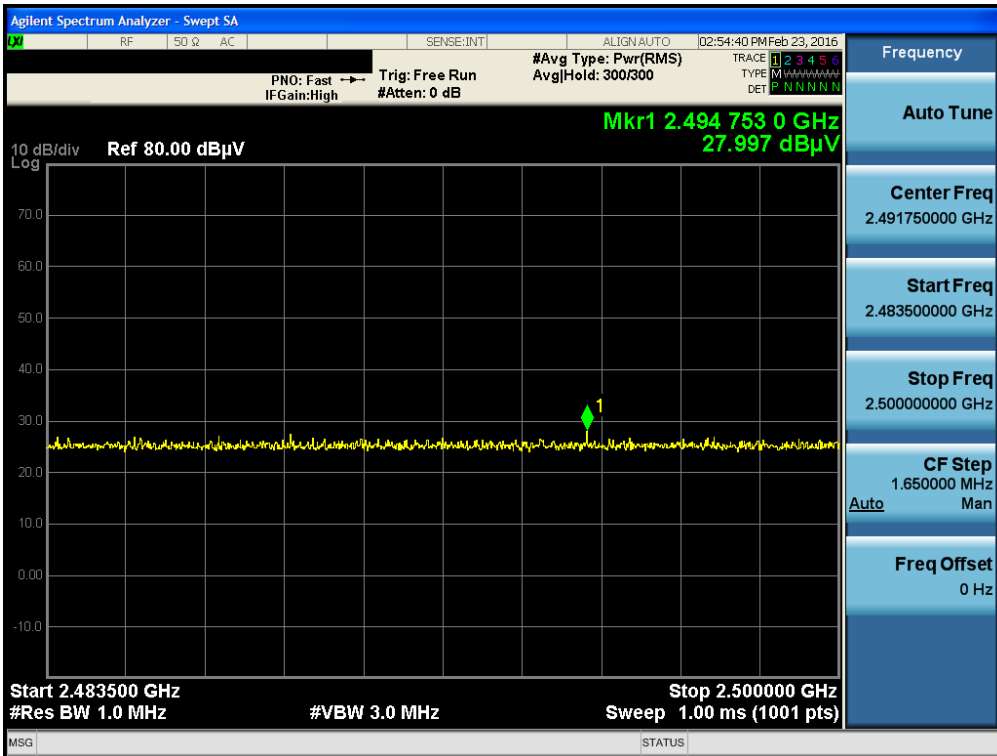 Agilent Spectrum Analyzer - Swept SA
LXI RF 50 Ω AC SENSE:INT ALIGN AUTO 02:54:40 PM Feb 23, 2016
#Avg Type: Pwr(RMS) TRACE 1 2 3 4 5 6
PNO: Fast Trig: Free Run Avg|Hold: 300/300 TYPE M WWWWW
IFGain:High #Atten: 0 dB DET P N N N N N
Mkr1 2.494 753 0 GHz
10 dB/div Ref 80.00 dBµV 27.997 dBµV
Log
70.0
60.0
50.0
40.0
1
30.0
20.0
10.0
0.00
-10.0
Start 2.483500 GHz Stop 2.500000 GHz
#Res BW 1.0 MHz #VBW 3.0 MHz Sweep 1.00 ms (1001 pts)
MSG STATUS
Frequency
Auto Tune
Center Freq
2.491750000 GHz
Start Freq
2.483500000 GHz
Stop Freq
2.500000000 GHz
CF Step
1.650000 MHz
Auto Man
Freq Offset
0 Hz